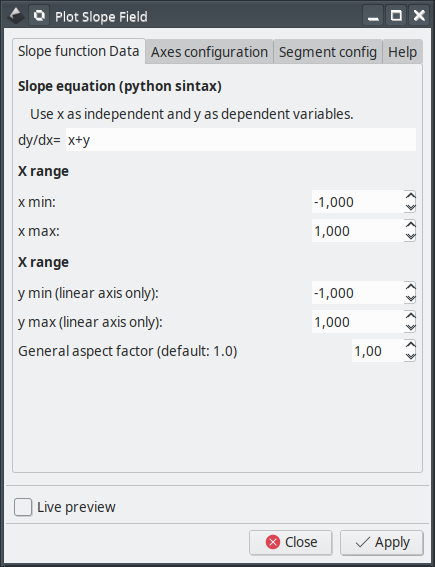 Plot Slope Field
Slope function Data Axes configuration Segment config Help
Slope equation (python sintax)
Use x as independent and y as dependent variables.
dy/dx= x+y
X range
x min: -1,000
x max: 1,000
X range
y min (linear axis only): -1,000
y max (linear axis only): 1,000
General aspect factor (default: 1.0) 1,00
Live preview
Close Apply